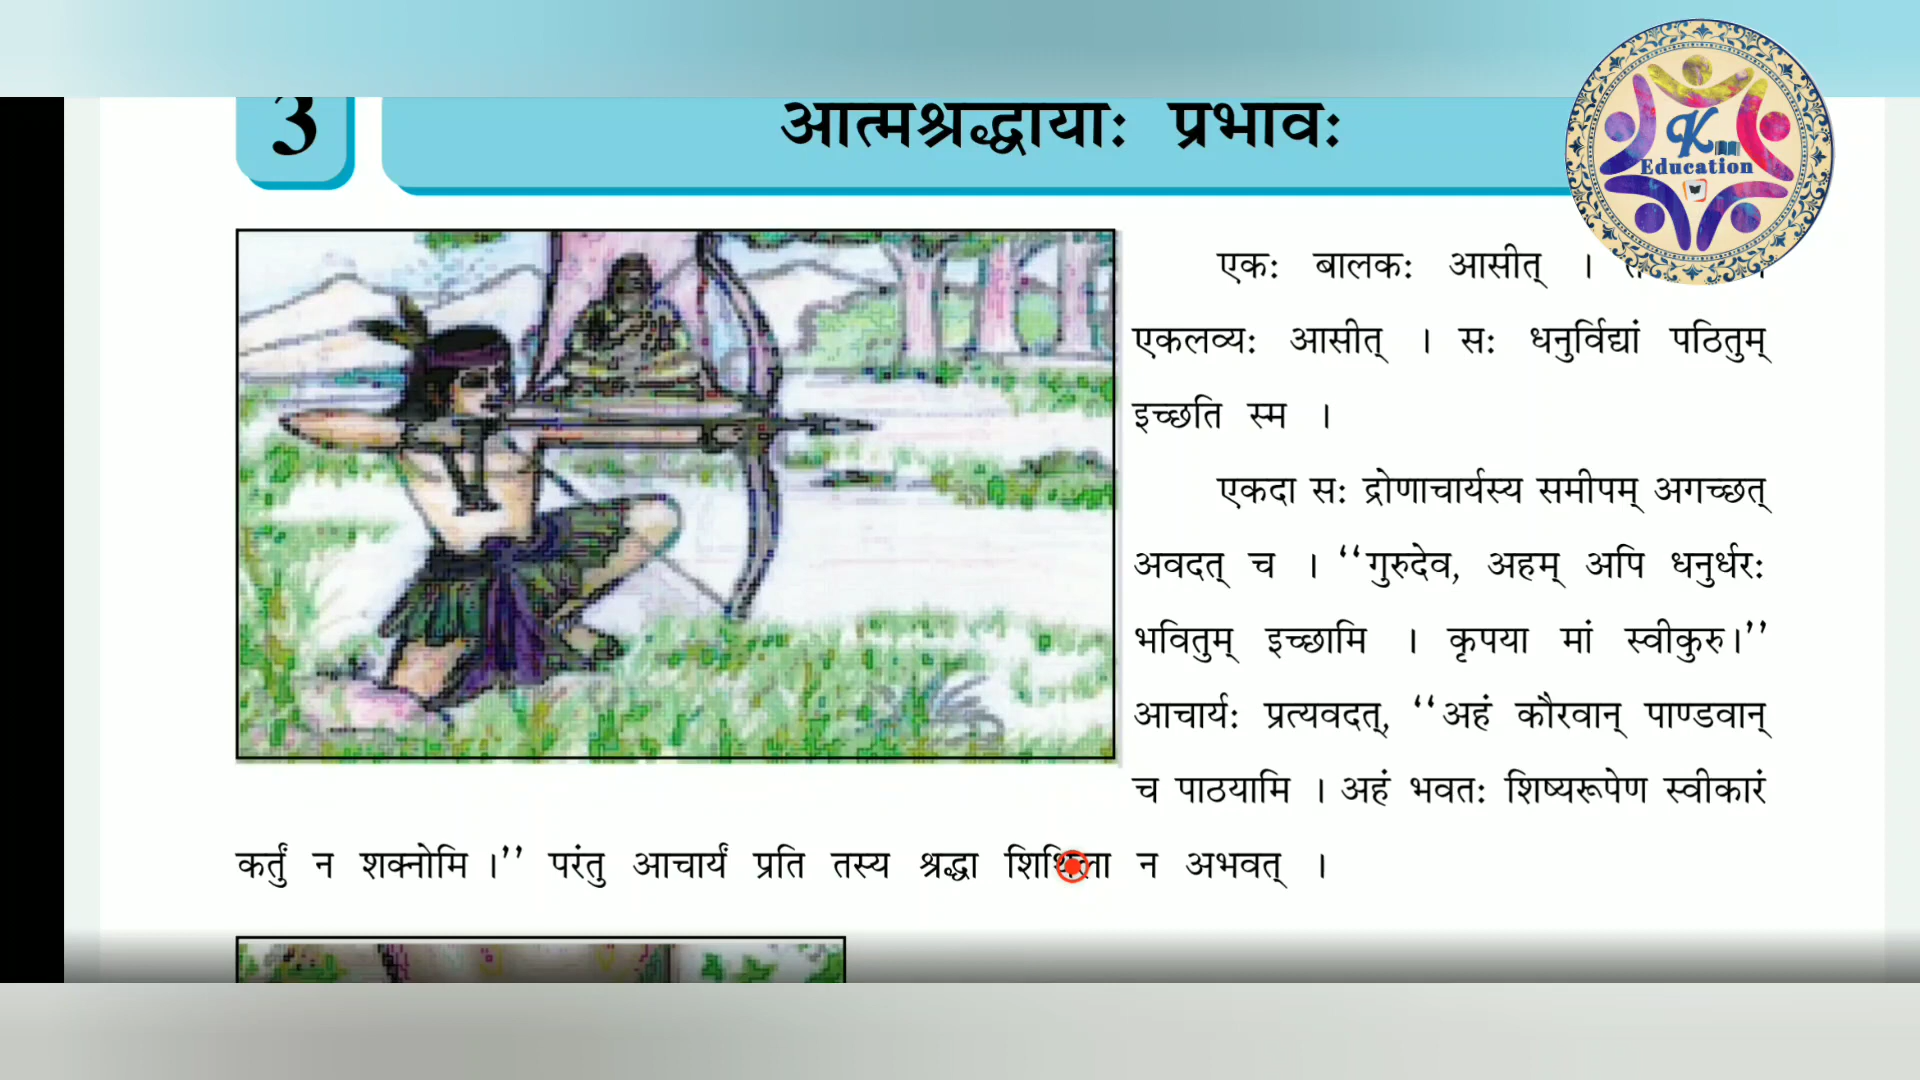 3
आत्मश्रद्धायाः प्रभावः
K
Education
एकः बालकः आसीत् ।
एकलव्यः आसीत् । सः धनुर्विद्यां पठितुम्
इच्छति स्म ।
एकदा सः द्रोणाचार्यस्य समीपम् अगच्छत्
अवदत् च । ‘‘गुरुदेव, अहम् अपि धनुर्धरः
भवितुम् इच्छामि । कृपया मां स्वीकुरु।’’
आचार्यः प्रत्यवदत्, ‘‘अहं कौरवान् पाण्डवान्
च पाठयामि । अहं भवतः शिष्यरूपेण स्वीकारं
कर्तुं न शक्नोमि ।’’ परंतु आचार्यं प्रति तस्य श्रद्धा शिथिला न अभवत् ।